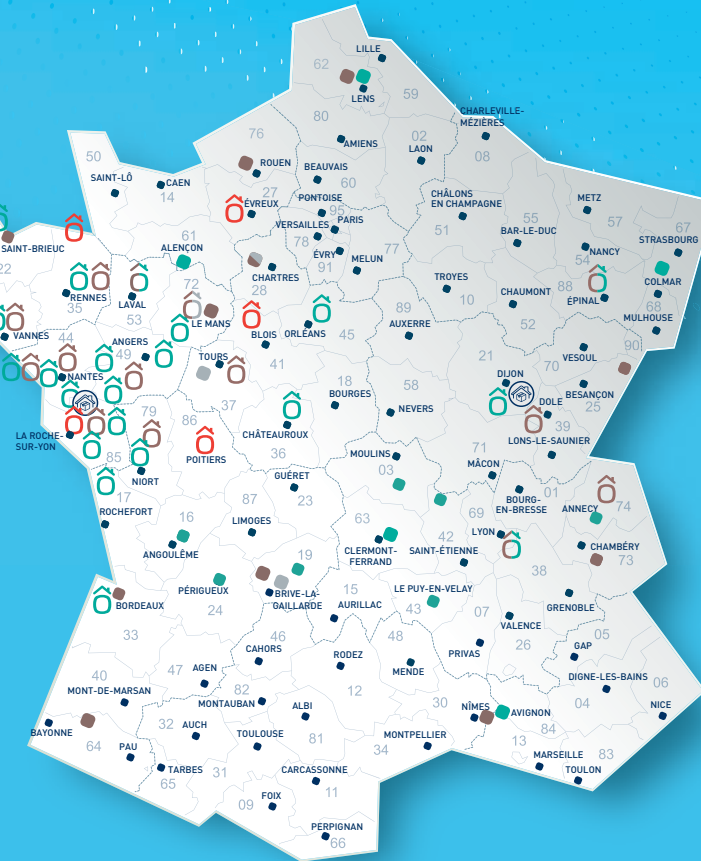 LILLE
62
LENS
59
CHARLEVILLE-
MÉZIÈRES
80
76
AMIENS
02
LAON
08
50
ROUEN
BEAUVAIS
SAINT-LÔ
CAEN
14
27
60
ÉVREUX
PONTOISE
95
CHÂLONS
EN CHAMPAGNE
METZ
VERSAILLES
PARIS
55
57
67
61
78
51
BAR-LE-DUC
STRASBOURG
SAINT-BRIEUC
ALENÇON
ÉVRY
77
NANCY
54
22
91
MELUN
CHARTRES
TROYES
88
COLMAR
72
28
10
CHAUMONT
ÉPINAL
RENNES
LAVAL
35
53
LE MANS
89
68
MULHOUSE
52
AUXERRE
VANNES
44
ANGERS
BLOIS
ORLÉANS
45
90
49
TOURS
41
21
70
VESOUL
NANTES
DIJON
18
BOURGES
58
BESANÇON
DOLE
25
37
NEVERS
79
86
39
LA ROCHE-
SUR-YON
CHÂTEAUROUX
LONS-LE-SAUNIER
85
POITIERS
36
MOULINS
71
03
MÂCON
NIORT
GUÉRET
17
87
23
01
BOURG-
EN-BRESSE
74
ANNECY
ROCHEFORT
16
LIMOGES
63
69
LYON
42
ANGOULÊME
19
CLERMONT-
FERRAND
SAINT-ÉTIENNE
CHAMBÉRY
73
38
PÉRIGUEUX
BRIVE-LA-
GAILLARDE
15
LE PUY-EN-VELAY
BORDEAUX
24
AURILLAC
43
07
GRENOBLE
VALENCE
33
46
48
05
CAHORS
RODEZ
PRIVAS
26
GAP
40
47
AGEN
MENDE
DIGNE-LES-BAINS
06
MONT-DE-MARSAN
82
12
MONTAUBAN
ALBI
30
NÎMES
04
NICE
AVIGNON
BAYONNE
32
AUCH
84
TOULOUSE
81
MONTPELLIER
13
64
34
PAU
83
MARSEILLE
TARBES
31
CARCASSONNE
TOULON
65
11
FOIX
09
PERPIGNAN
66